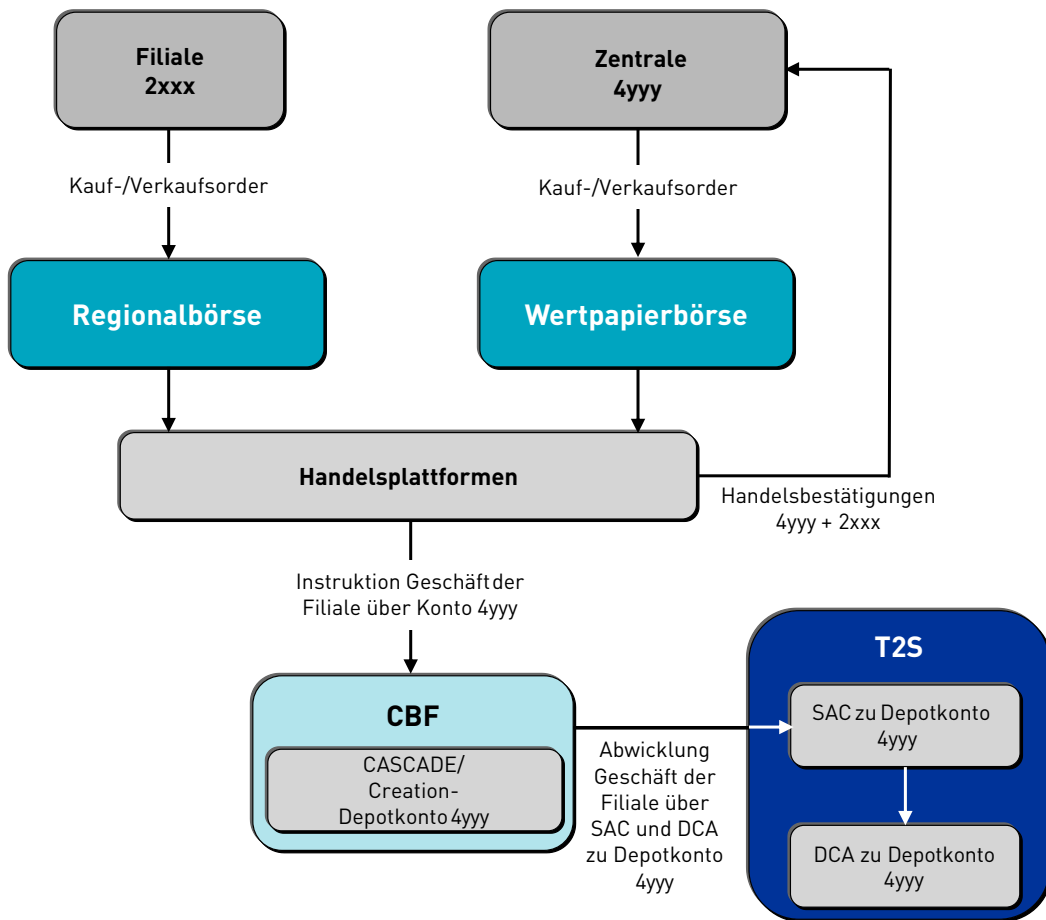 Filiale
2xxx
Zentrale
4yyy
Kauf-/Verkaufsorder
Kauf-/Verkaufsorder
Regionalbörse
Wertpapierbörse
Handelsplattformen
Handelsbestätigungen
4yyy + 2xxx
Instruktion Geschäft der
Filiale über Konto 4yyy
CBF
CASCADE/
Creation-
Depotkonto 4yyy
Abwicklung
Geschäft der
Filiale über
SAC und DCA
zu Depotkonto
4yyy
T2S
SAC zu Depotkonto
4yyy
DCA zu Depotkonto
4yyy